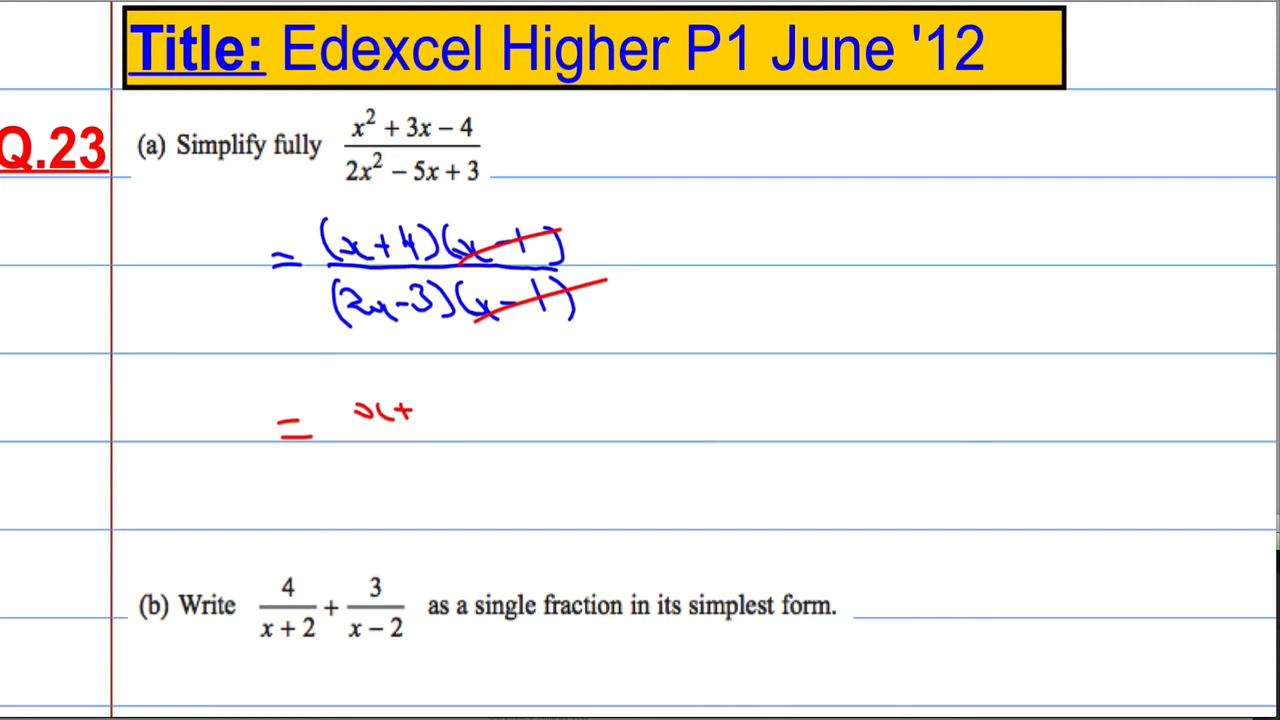 Title: Edexcel Higher P1 June '12
Q.23
(a) Simplify fully (x² + 3x − 4)/(2x² − 5x + 3)
= (x+4)(x−1)/(2x−3)(x−1)
= x+
(b) Write 4/(x + 2) + 3/(x − 2) as a single fraction in its simplest form.